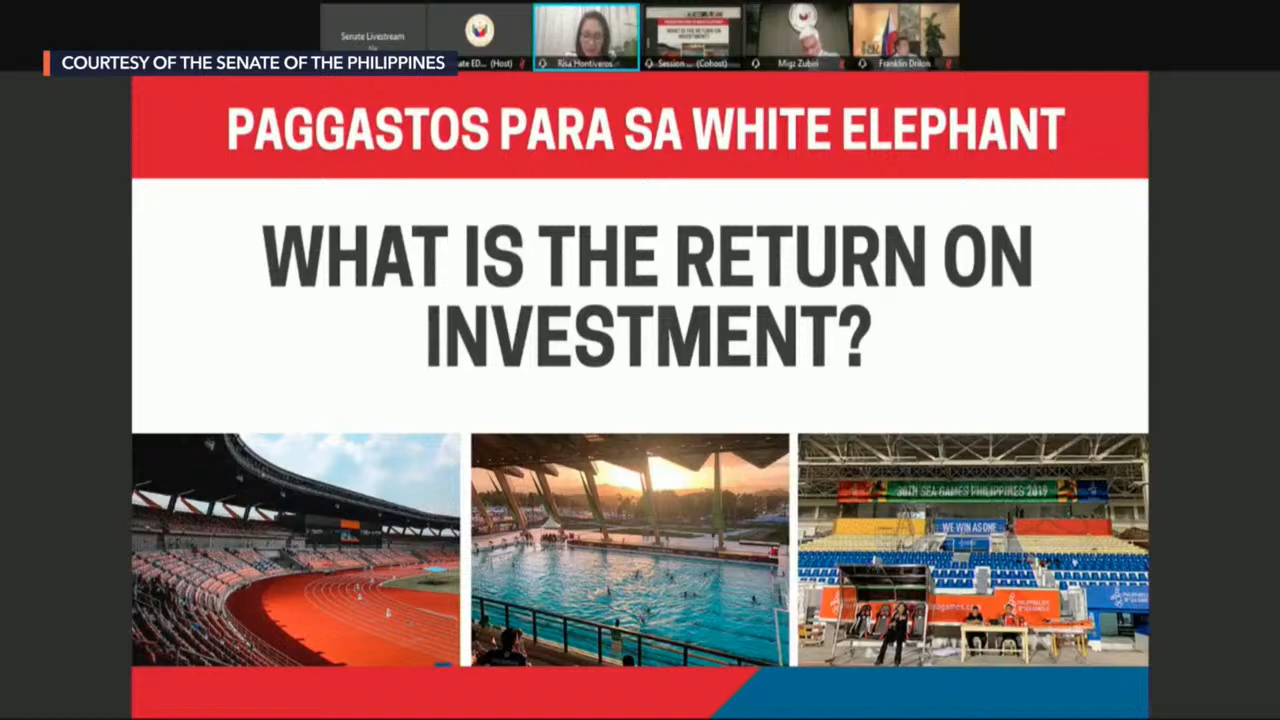 Senate Livestream
COURTESY OF THE SENATE OF THE PHILIPPINES
ate ED... (Host)
Risa Hontiveros
Session ... (Cohost)
Migz Zubiri
Franklin Drilon
PAGGASTOS PARA SA WHITE ELEPHANT
WHAT IS THE RETURN ON
INVESTMENT?
30TH SEA GAMES PHILIPPINES 2019
WE WIN AS ONE